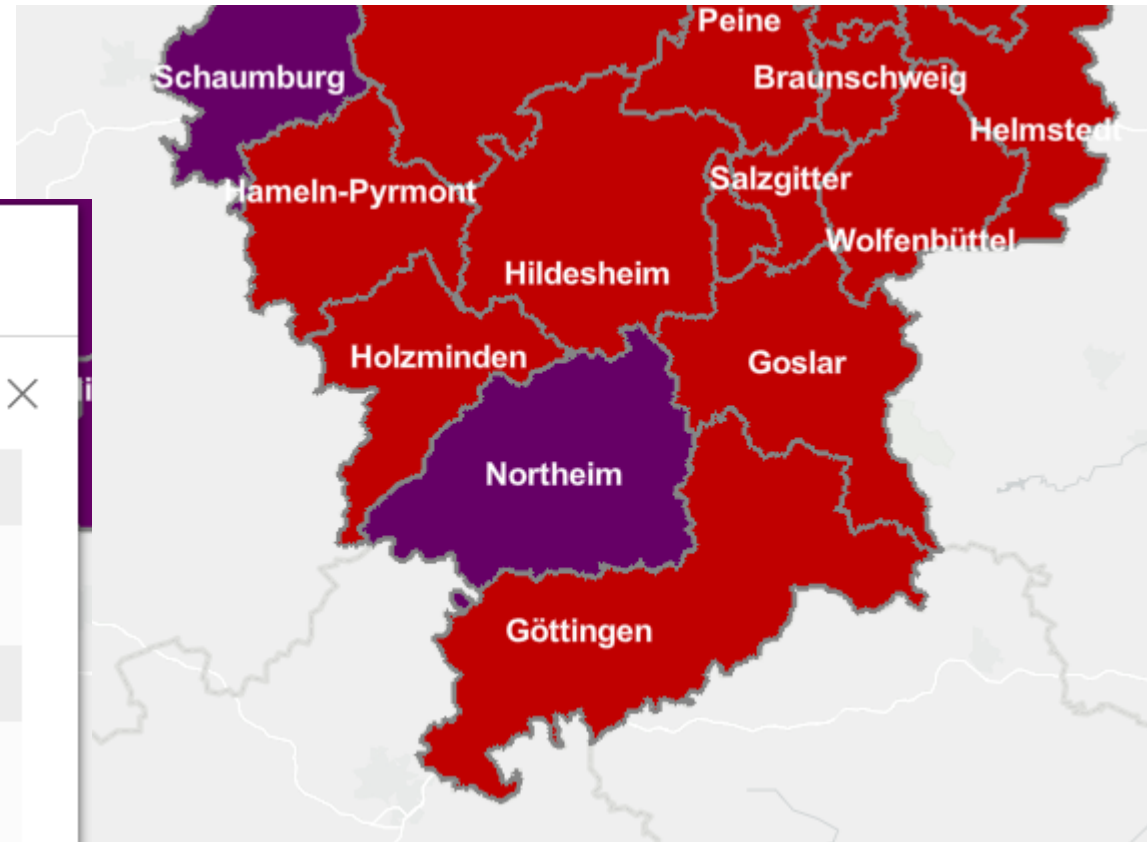 Peine
Schaumburg
Braunschweig
Helmstedt
Hameln-Pyrmont
Salzgitter
Wolfenbüttel
Hildesheim
Holzminden
Goslar
Northeim
Göttingen